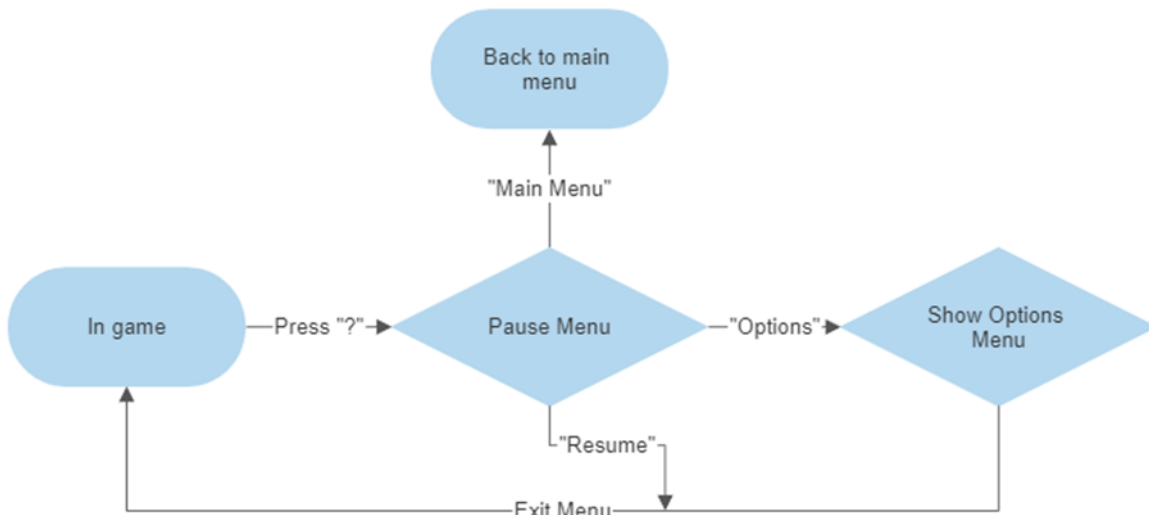 Back to main
menu
"Main Menu"
In game
Press "?"
Pause Menu
"Options"
Show Options
Menu
"Resume"
Exit Menu